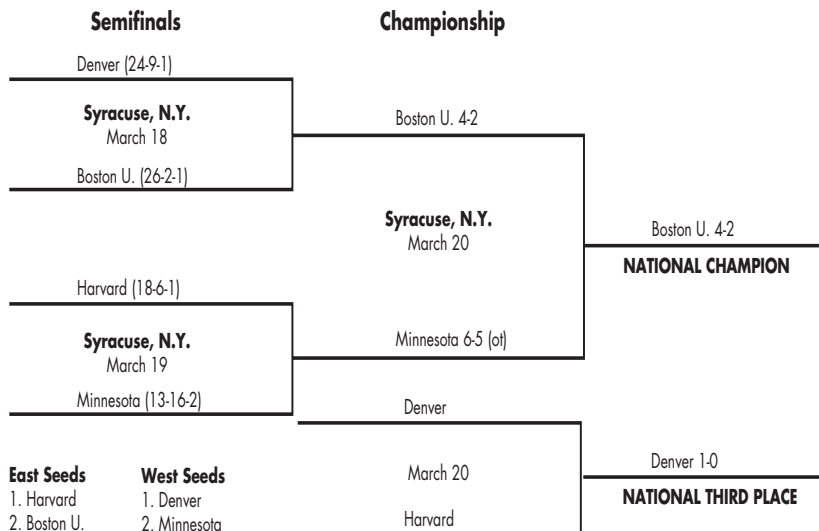 Semifinals
Championship
Denver (24-9-1)
Syracuse, N.Y.
March 18
Boston U. (26-2-1)
Boston U. 4-2
Syracuse, N.Y.
March 20
Boston U. 4-2
NATIONAL CHAMPION
Harvard (18-6-1)
Syracuse, N.Y.
March 19
Minnesota (13-16-2)
Minnesota 6-5 (ot)
Denver
March 20
Harvard
Denver 1-0
NATIONAL THIRD PLACE
East Seeds
1. Harvard
2. Boston U.
West Seeds
1. Denver
2. Minnesota